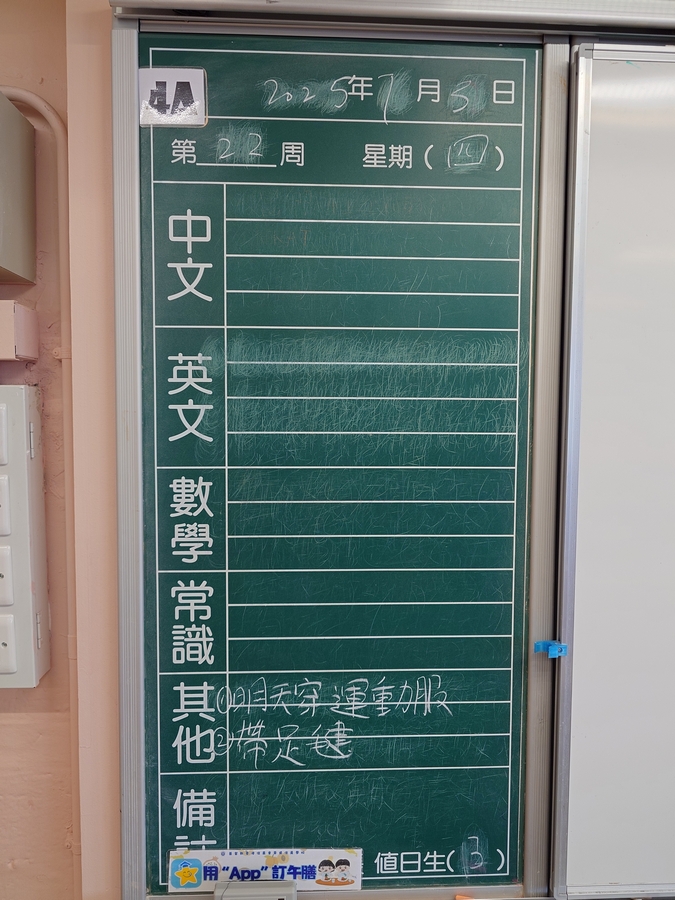 4A
2025年7月5日
第22周 星期( 四 )
中文
英文
數學
常識
其他
①明天穿運動服
②帶足毽
備
用“App”訂午膳
值日生( 3 )